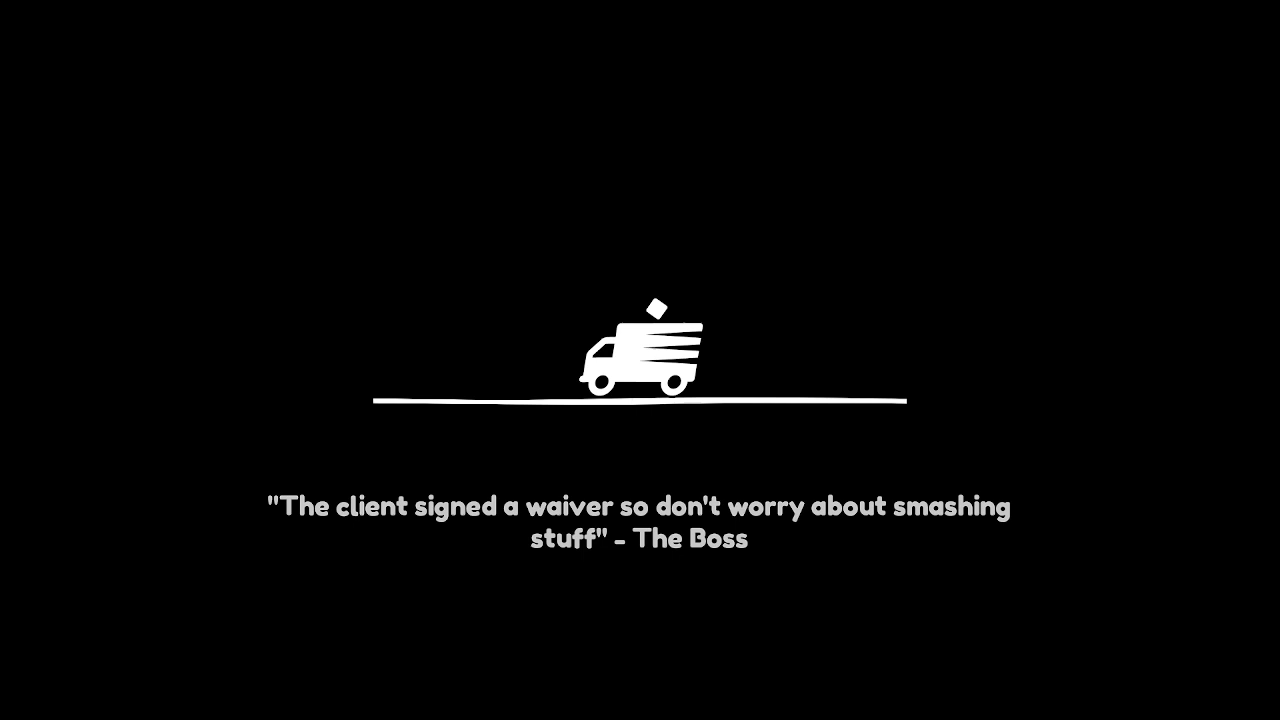 "The client signed a waiver so don't worry about smashing
stuff" - The Boss